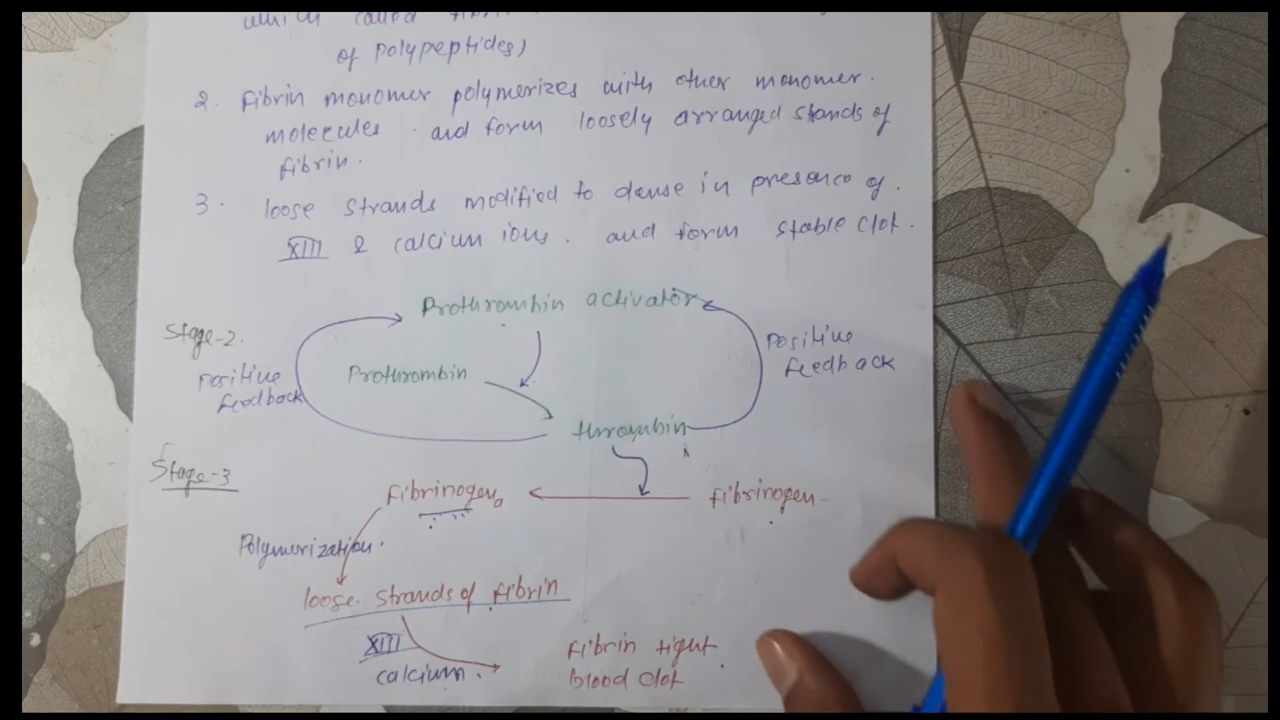 which called
of polypeptides)
2. Fibrin monomer polymerizes with other monomer.
molecules. and form loosely arranged stands of
fibrin.
3. loose strands modified to dense in presence of.
XIII & calcium ions. and form stable clot.
Prothrombin activator
Stage-2.
Positive feedback
Prothrombin
Positive feedback
thrombin
Stage-3
Fibrinogen
fibrinogen
Polymerization.
loose strands of fibrin
XIII
calcium.
Fibrin tight
blood clot